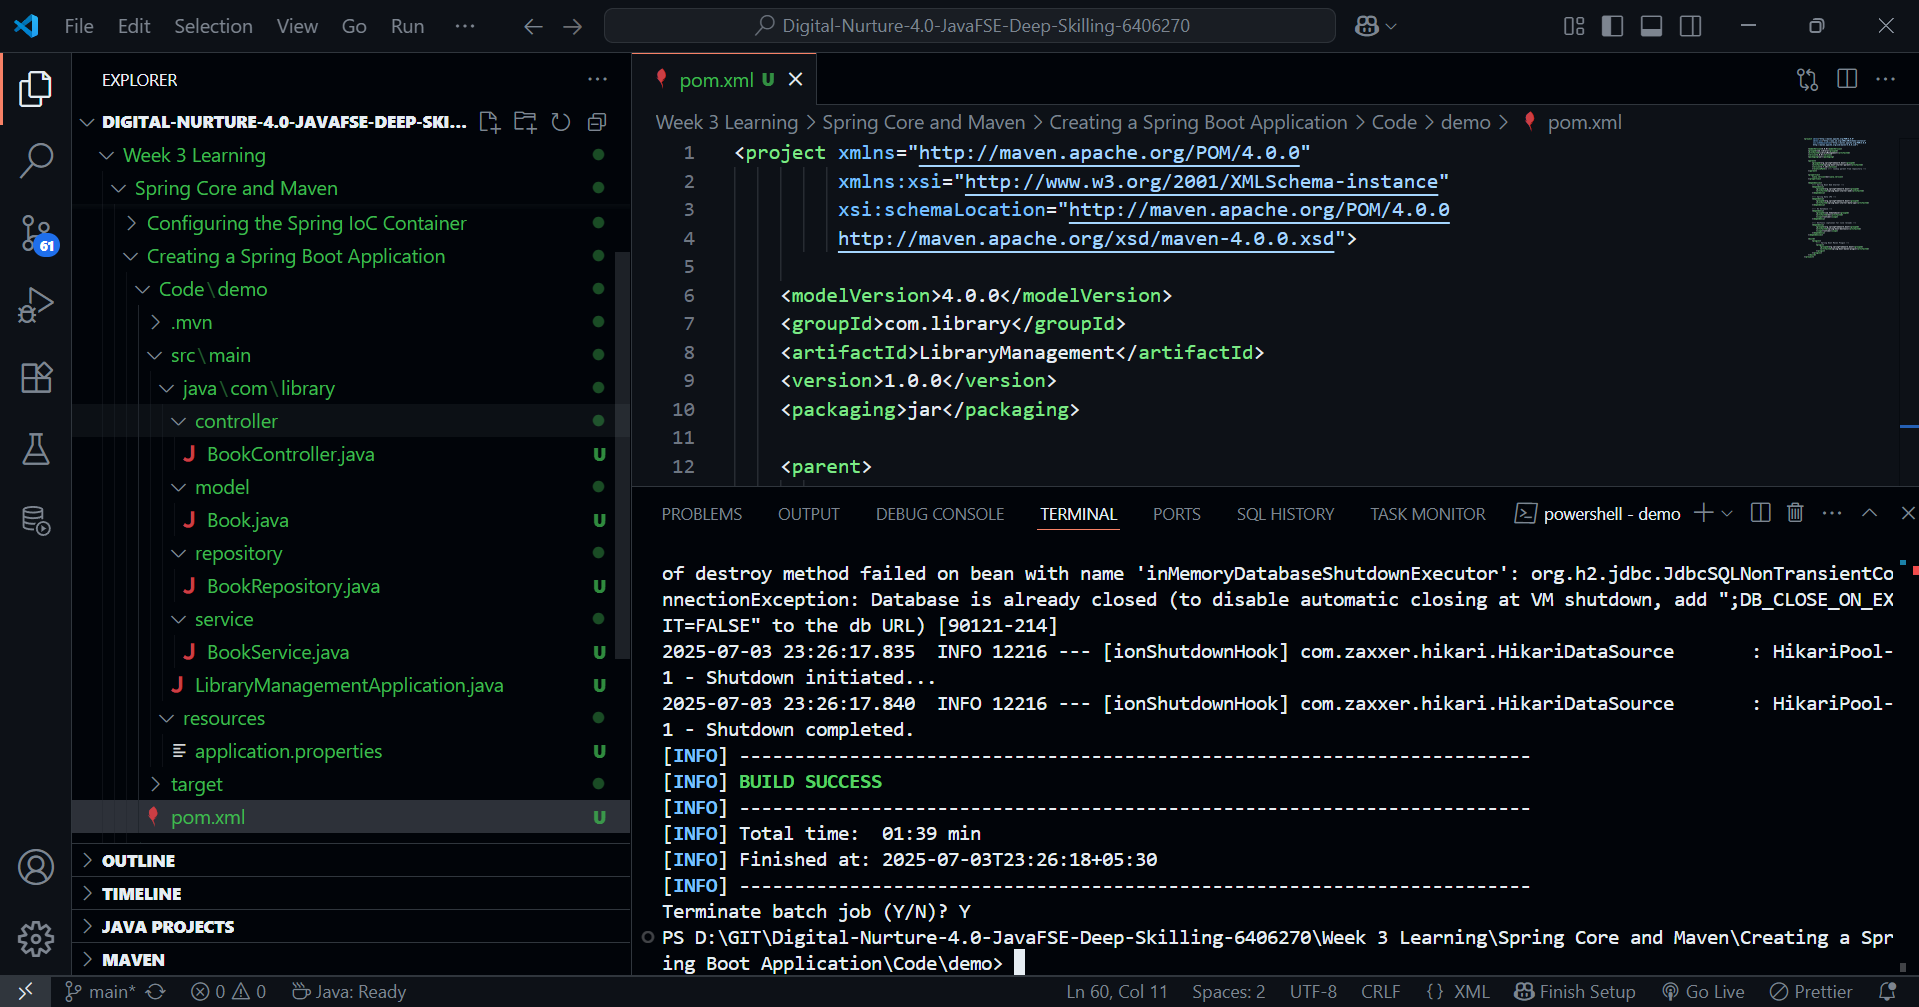 File Edit Selection View Go Run ···
Digital-Nurture-4.0-JavaFSE-Deep-Skilling-6406270
EXPLORER
DIGITAL-NURTURE-4.0-JAVAFSE-DEEP-SKI...
Week 3 Learning
Spring Core and Maven
Configuring the Spring IoC Container
Creating a Spring Boot Application
Code\demo
.mvn
src\main
java\com\library
controller
J BookController.java U
model
J Book.java U
repository
J BookRepository.java U
service
J BookService.java U
J LibraryManagementApplication.java U
resources
application.properties U
target
pom.xml U
OUTLINE
TIMELINE
JAVA PROJECTS
MAVEN
61
pom.xml U
Week 3 Learning > Spring Core and Maven > Creating a Spring Boot Application > Code > demo > pom.xml
1 <project xmlns="http://maven.apache.org/POM/4.0.0"
2 xmlns:xsi="http://www.w3.org/2001/XMLSchema-instance"
3 xsi:schemaLocation="http://maven.apache.org/POM/4.0.0
4 http://maven.apache.org/xsd/maven-4.0.0.xsd">
5
6 <modelVersion>4.0.0</modelVersion>
7 <groupId>com.library</groupId>
8 <artifactId>LibraryManagement</artifactId>
9 <version>1.0.0</version>
10 <packaging>jar</packaging>
11
12 <parent>
PROBLEMS OUTPUT DEBUG CONSOLE TERMINAL PORTS SQL HISTORY TASK MONITOR powershell - demo
of destroy method failed on bean with name 'inMemoryDatabaseShutdownExecutor': org.h2.jdbc.JdbcSQLNonTransientCo
nnectionException: Database is already closed (to disable automatic closing at VM shutdown, add ";DB_CLOSE_ON_EX
IT=FALSE" to the db URL) [90121-214]
2025-07-03 23:26:17.835  INFO 12216 --- [ionShutdownHook] com.zaxxer.hikari.HikariDataSource       : HikariPool-
1 - Shutdown initiated...
2025-07-03 23:26:17.840  INFO 12216 --- [ionShutdownHook] com.zaxxer.hikari.HikariDataSource       : HikariPool-
1 - Shutdown completed.
[INFO] ------------------------------------------------------------------------
[INFO] BUILD SUCCESS
[INFO] ------------------------------------------------------------------------
[INFO] Total time:  01:39 min
[INFO] Finished at: 2025-07-03T23:26:18+05:30
[INFO] ------------------------------------------------------------------------
Terminate batch job (Y/N)? Y
PS D:\GIT\Digital-Nurture-4.0-JavaFSE-Deep-Skilling-6406270\Week 3 Learning\Spring Core and Maven\Creating a Spr
ing Boot Application\Code\demo>
main* 0 0 Java: Ready Ln 60, Col 11 Spaces: 2 UTF-8 CRLF {} XML Finish Setup Go Live Prettier